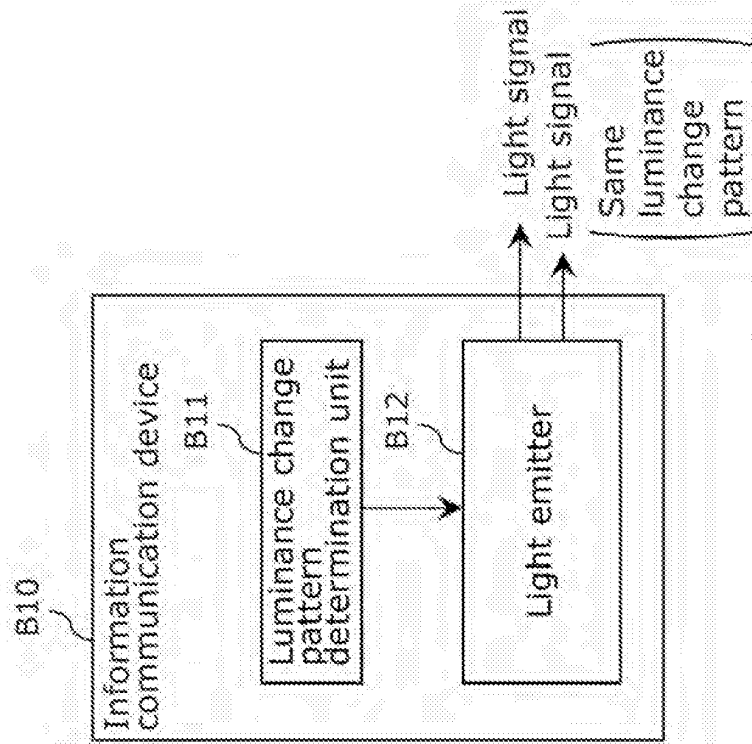 B10
Information
communication device
B11
Luminance change
pattern
determination unit
B12
Light emitter
Light signal
Light signal
Same
luminance
change
pattern